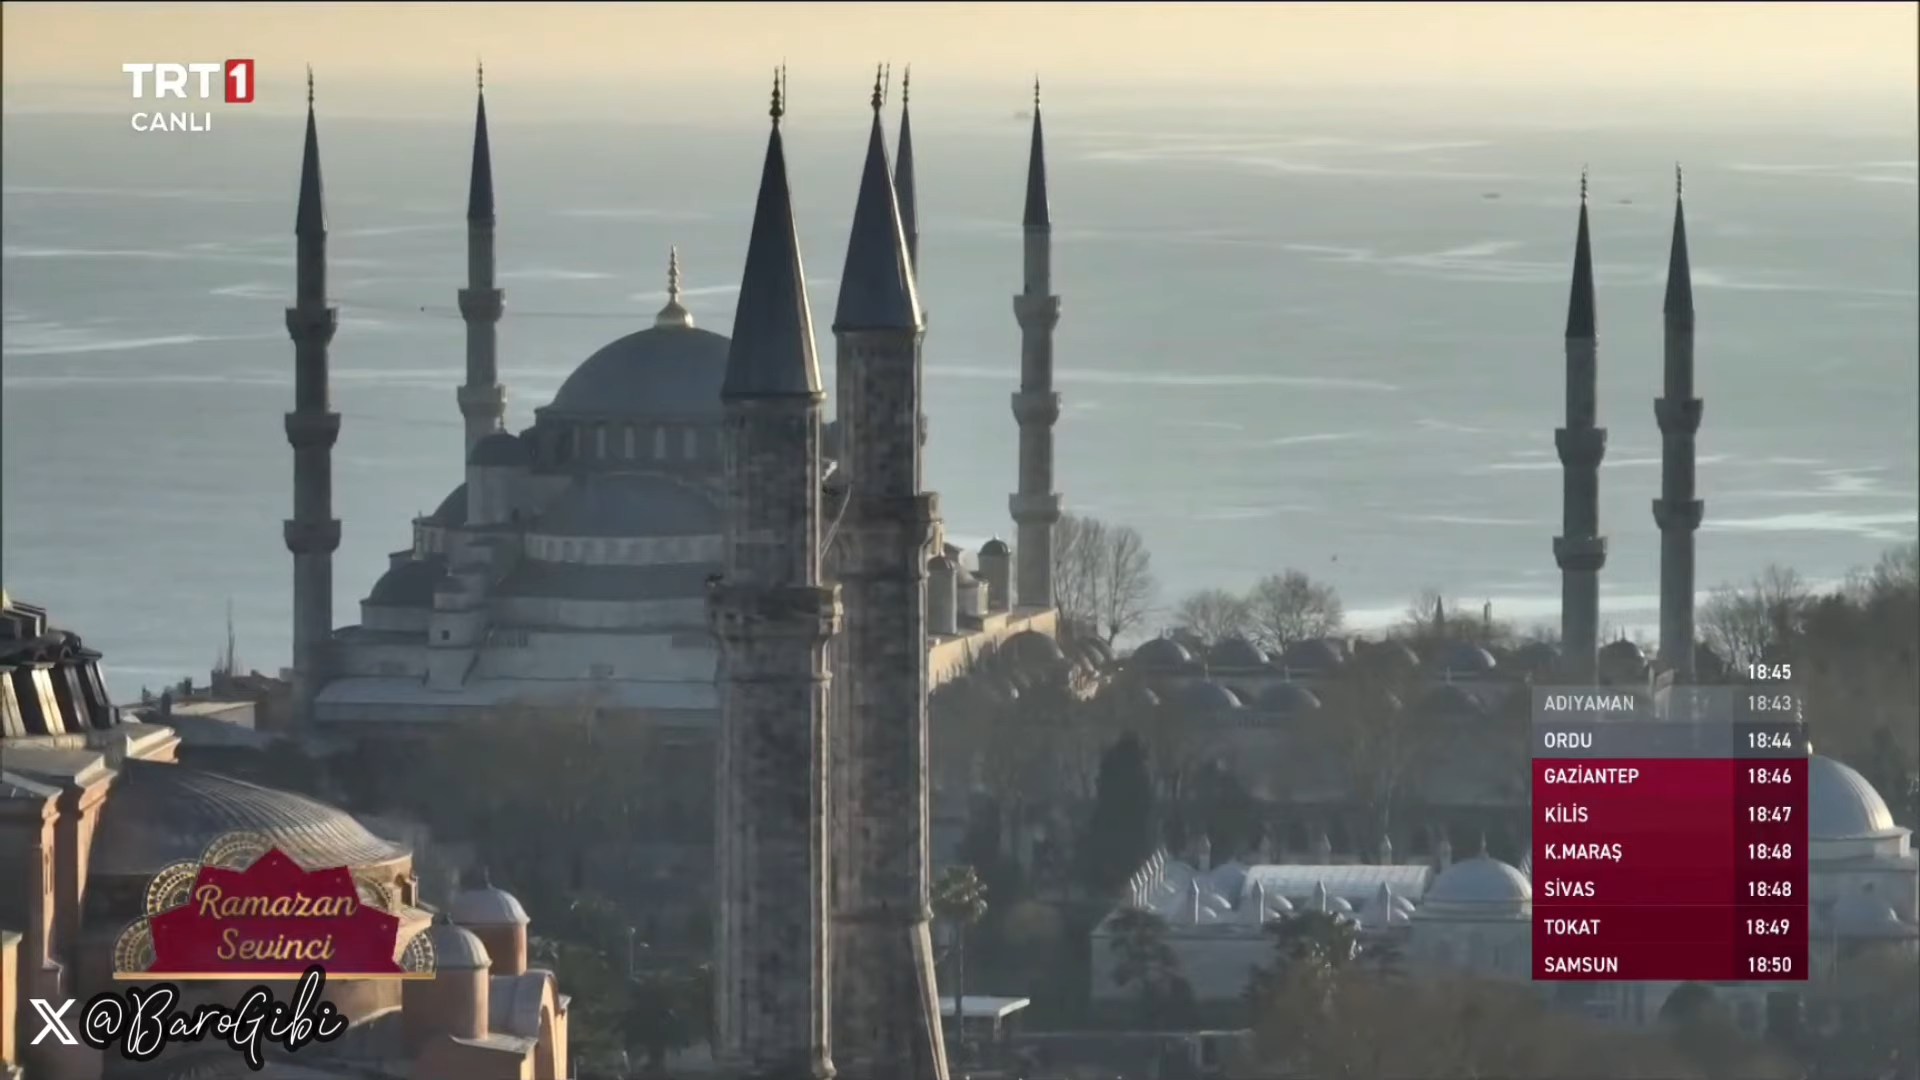 TRT1
CANLI
18:45
ADIYAMAN 18:43
ORDU 18:44
GAZİANTEP 18:46
KİLİS 18:47
K.MARAŞ 18:48
SİVAS 18:48
TOKAT 18:49
SAMSUN 18:50
Ramazan
Sevinci
X @BaroGibi